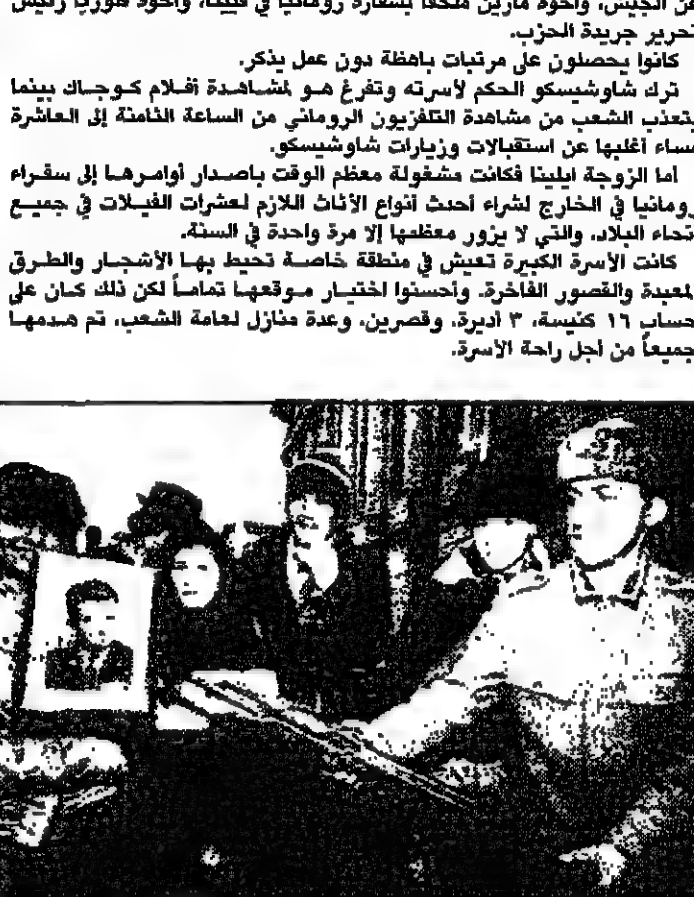 عن الجيش، وأخوه مارين ملحقاً بسفارة رومانيا في فيينا، وأخوه هوريا رئيس
تحرير جريدة الحزب.
كانوا يحصلون على مرتبات باهظة دون عمل يذكر.
ترك شاوشيسكو الحكم لأسرته وتفرغ هو لمشاهدة أفلام كوجاك بينما
يتعذب الشعب من مشاهدة التلفزيون الروماني من الساعة الثامنة إلى العاشرة
مساء أغلبها عن استقبالات وزيارات شاوشيسكو.
أما الزوجة ايلينا فكانت مشغولة معظم الوقت باصدار أوامرها إلى سفراء
رومانيا في الخارج لشراء أحدث أنواع الأثاث اللازم لعشرات الفيلات في جميع
أنحاء البلاد، والتي لا يزور معظمها إلا مرة واحدة في السنة.
كانت الأسرة الكبيرة تعيش في منطقة خاصة تحيط بها الأشجار والطرق
المعبدة والقصور الفاخرة. وأحسنوا اختيار موقعها تماماً لكن ذلك كان على
حساب ١٦ كنيسة، ٣ أديرة، وقصرين، وعدة منازل لعامة الشعب، تم هدمها
جميعاً من أجل راحة الأسرة.